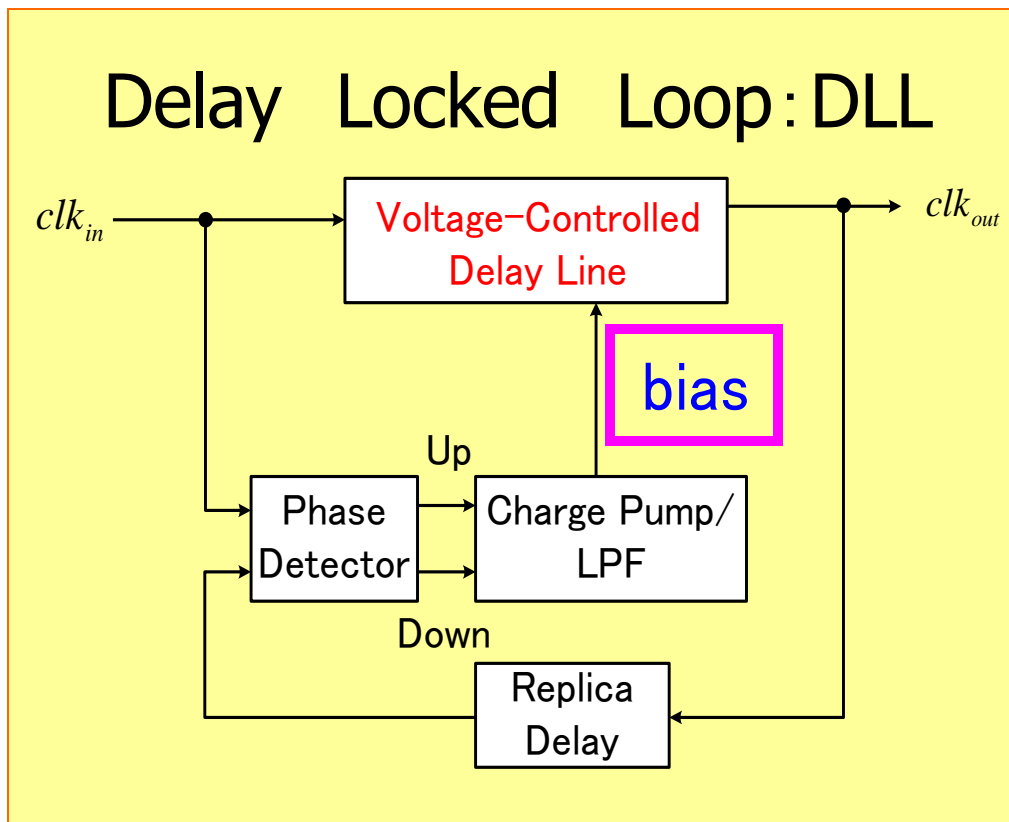 Delay Locked Loop：DLL
clk_in
Voltage-Controlled
Delay Line
clk_out
bias
Up
Phase
Detector
Charge Pump/
LPF
Down
Replica
Delay